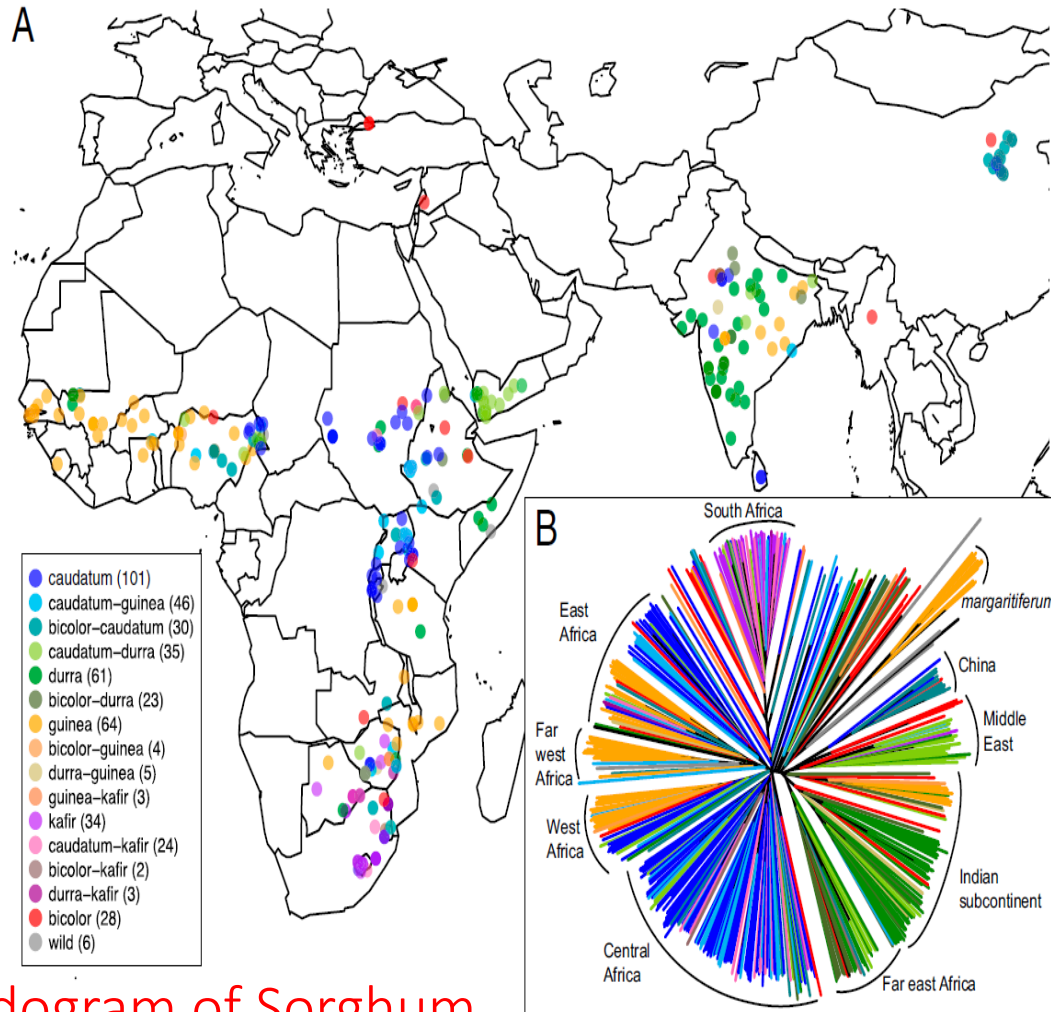 A
caudatum (101)
caudatum–guinea (46)
bicolor–caudatum (30)
caudatum–durra (35)
durra (61)
bicolor–durra (23)
guinea (64)
bicolor–guinea (4)
durra–guinea (5)
guinea–kafir (3)
kafir (34)
caudatum–kafir (24)
bicolor–kafir (2)
durra–kafir (3)
bicolor (28)
wild (6)
B
South Africa
margaritiferum
China
Middle
East
Indian
subcontinent
Far east Africa
Central
Africa
West
Africa
Far
west
Africa
East
Africa
dogram of Sorghum